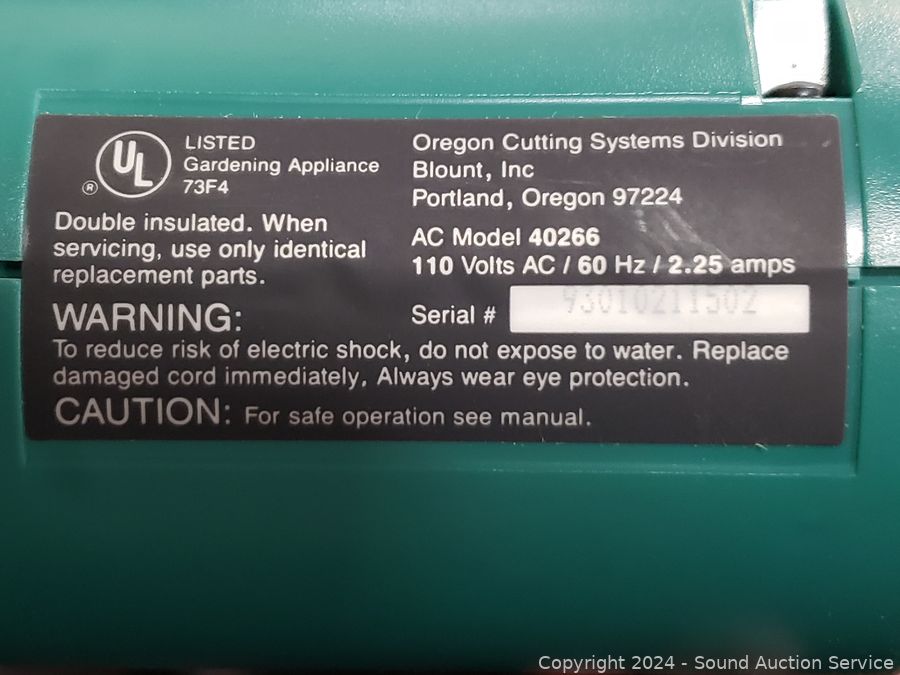 UL
®
LISTED
Gardening Appliance
73F4
Double insulated. When
servicing, use only identical
replacement parts.
Oregon Cutting Systems Division
Blount, Inc
Portland, Oregon 97224
AC Model 40266
110 Volts AC / 60 Hz / 2.25 amps
Serial # 93010211502
WARNING:
To reduce risk of electric shock, do not expose to water. Replace
damaged cord immediately, Always wear eye protection.
CAUTION: For safe operation see manual.
Copyright 2024 - Sound Auction Service